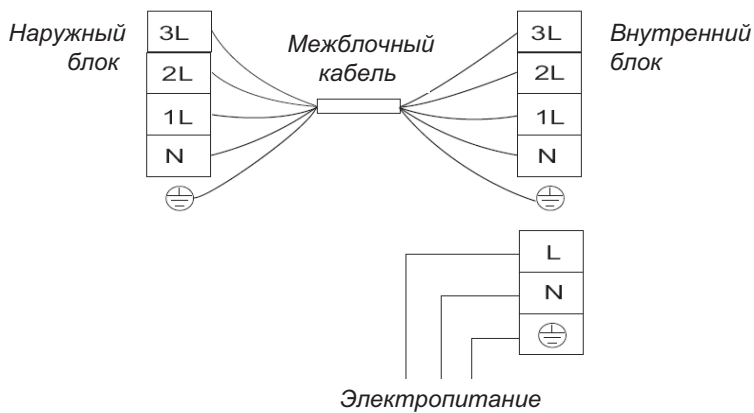 Наружный
блок
3L
2L
1L
N
Межблочный
кабель
3L
2L
1L
N
Внутренний
блок
L
N
Электропитание